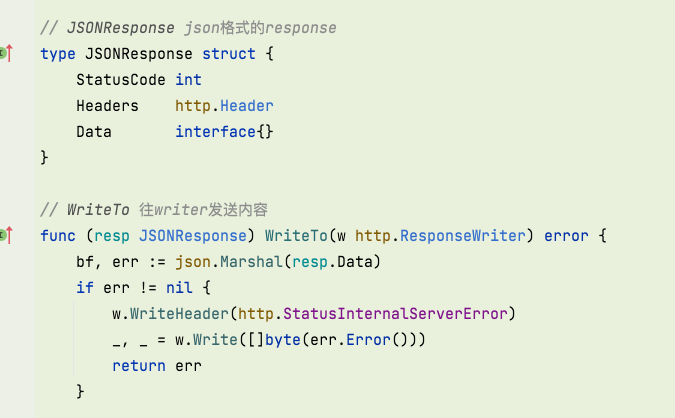 // JSONResponse json格式的response
type JSONResponse struct {
    StatusCode int
    Headers    http.Header
    Data       interface{}
}
// WriteTo 往writer发送内容
func (resp JSONResponse) WriteTo(w http.ResponseWriter) error {
    bf, err := json.Marshal(resp.Data)
    if err != nil {
        w.WriteHeader(http.StatusInternalServerError)
        _, _ = w.Write([]byte(err.Error()))
        return err
    }